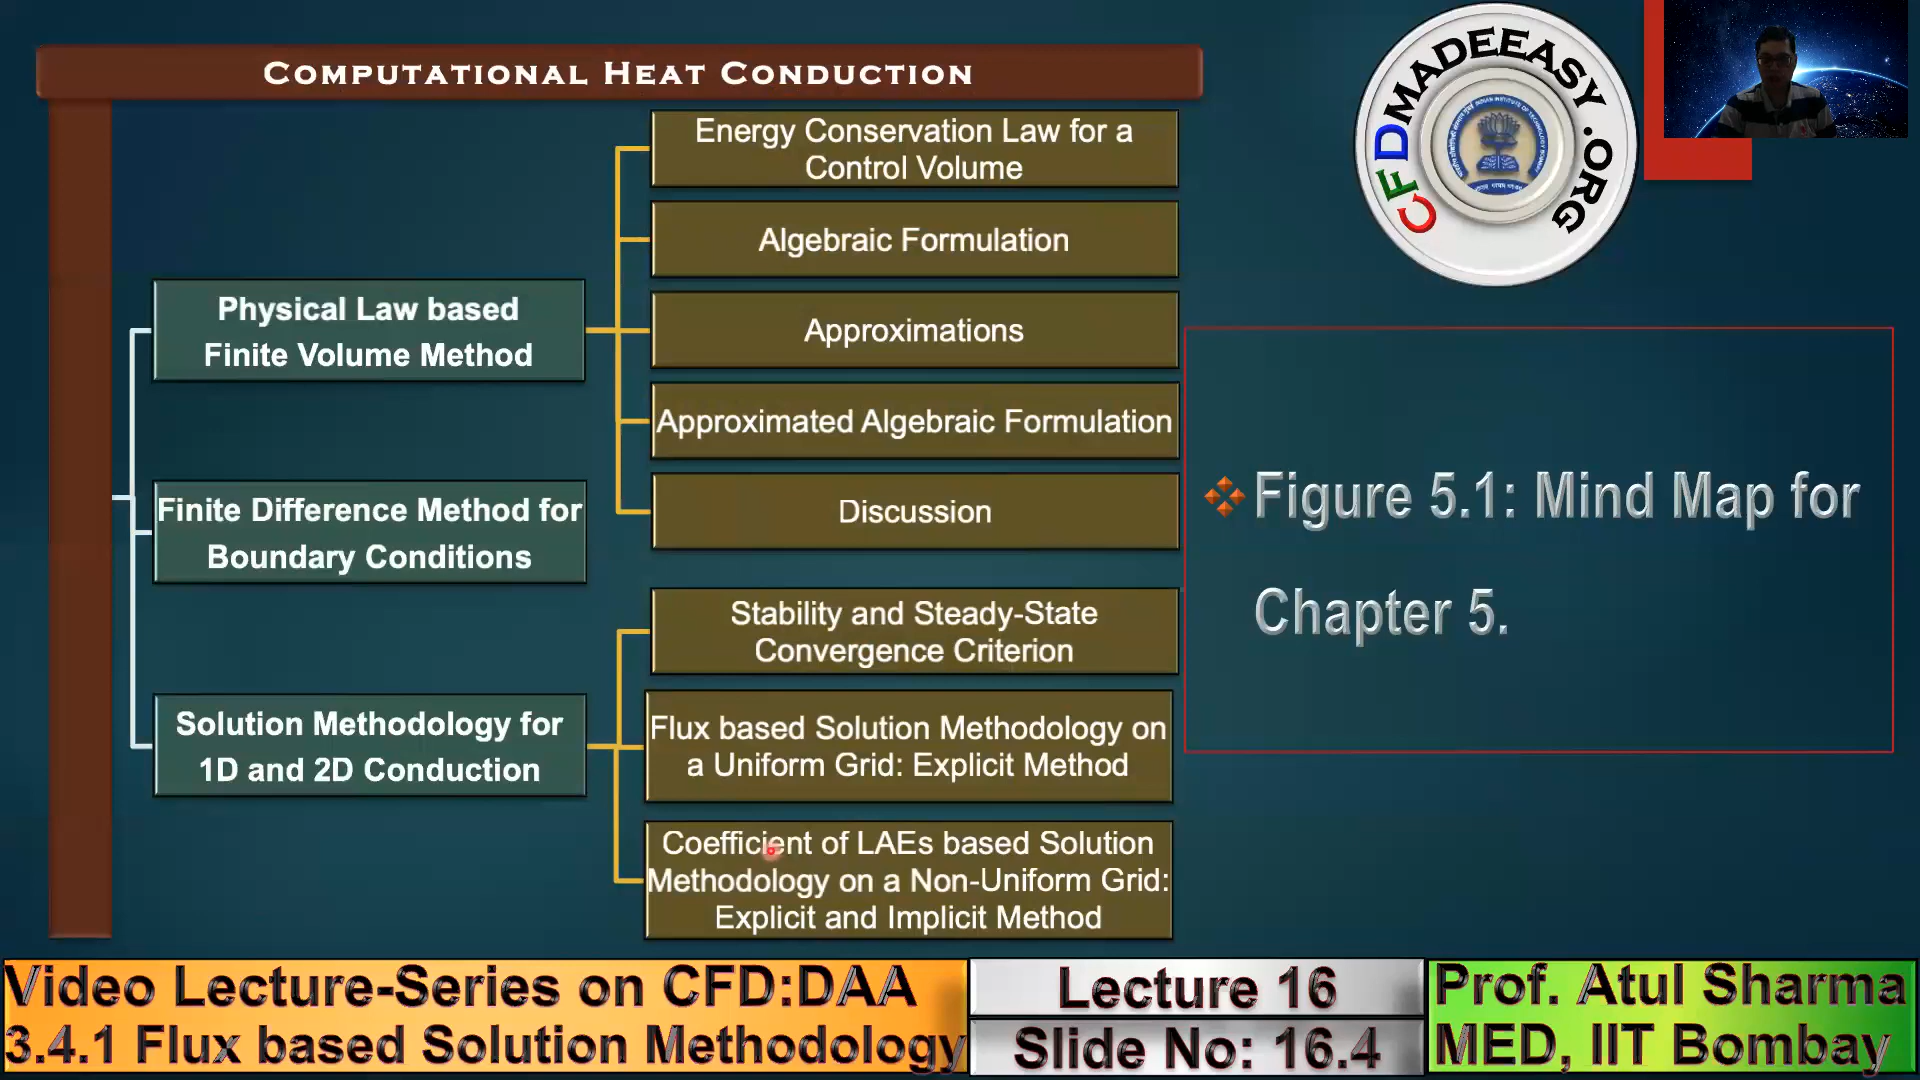 COMPUTATIONAL HEAT CONDUCTION
Physical Law based
Finite Volume Method
Energy Conservation Law for a
Control Volume
Algebraic Formulation
Approximations
Approximated Algebraic Formulation
Discussion
Finite Difference Method for
Boundary Conditions
Solution Methodology for
1D and 2D Conduction
Stability and Steady-State
Convergence Criterion
Flux based Solution Methodology on
a Uniform Grid: Explicit Method
Coefficient of LAEs based Solution
Methodology on a Non-Uniform Grid:
Explicit and Implicit Method
CFDMADEEASY.ORG
Figure 5.1: Mind Map for
Chapter 5.
Video Lecture-Series on CFD:DAA
3.4.1 Flux based Solution Methodology
Lecture 16
Slide No: 16.4
Prof. Atul Sharma
MED, IIT Bombay